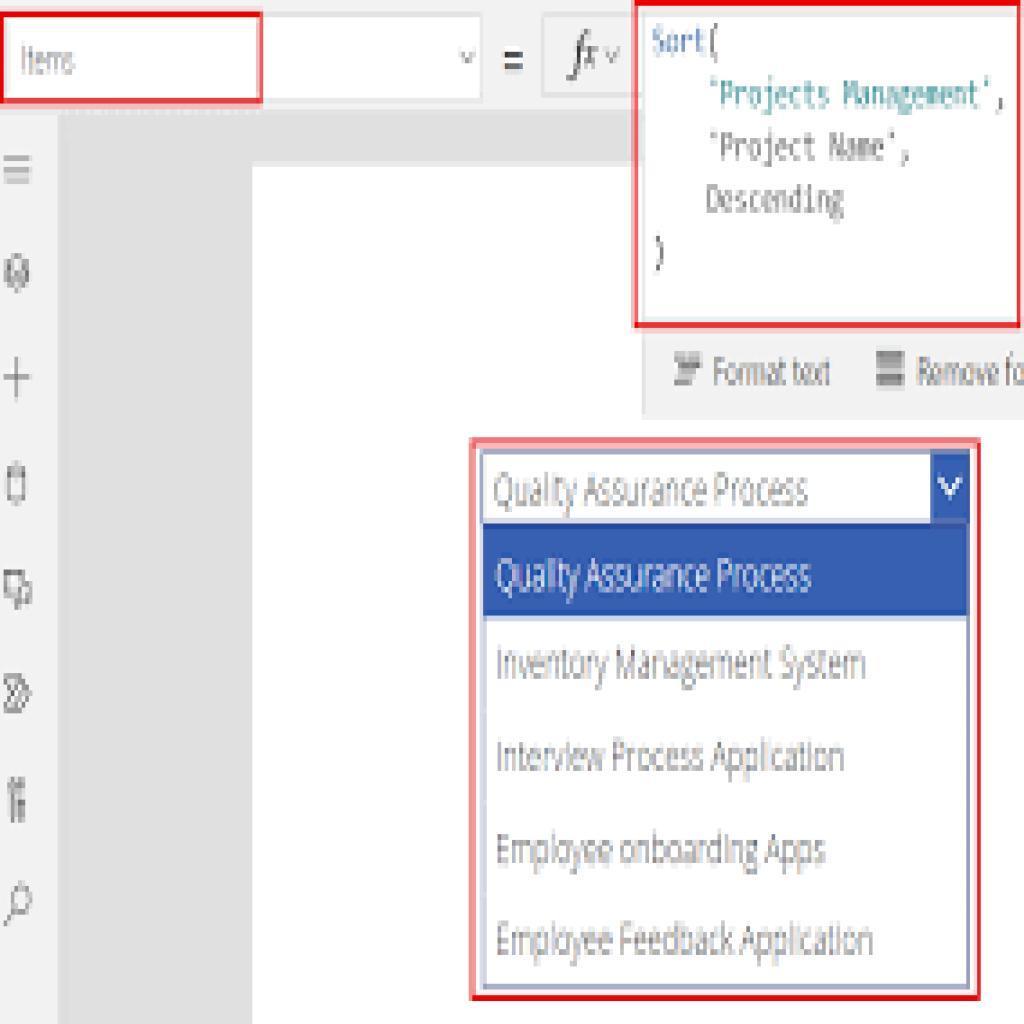 Items
=
fx
Sort(
'Projects Management',
'Project Name',
Descending
)
Format text
Remove fo
Quality Assurance Process
Quality Assurance Process
Inventory Management System
Interview Process Application
Employee onboarding Apps
Employee Feedback Application